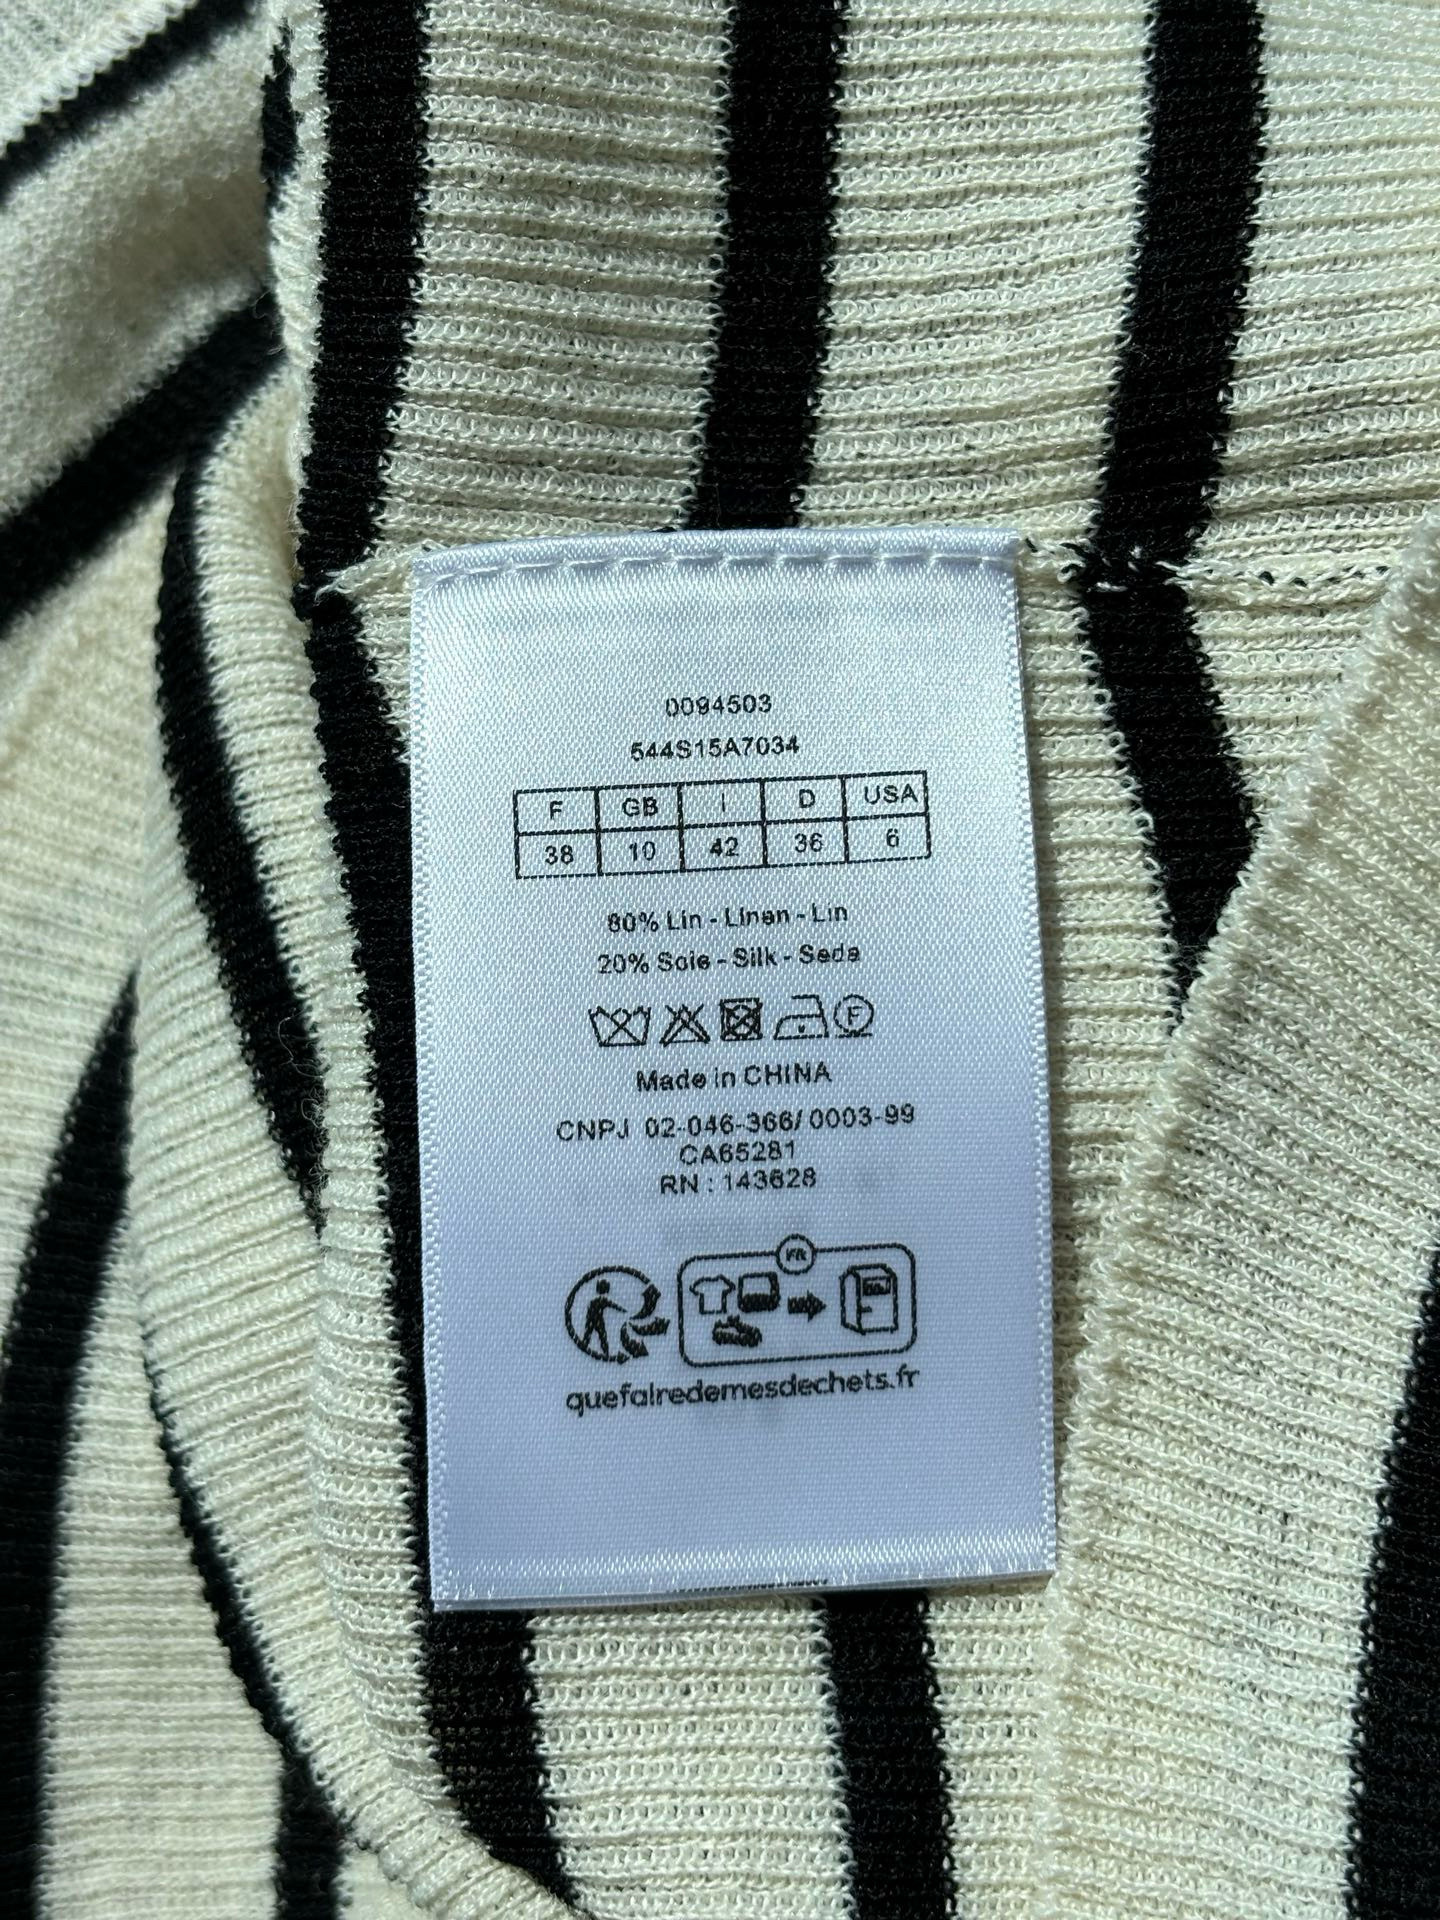 0094503
544S15A7034
F GB I D USA
38 10 42 36 6
80% Lin - Linen - Lin
20% Soie - Silk - Seda
F
Made in CHINA
CNPJ 02-046-366/0003-99
CA65281
RN : 143628
FR
quefairedemesdechets.fr